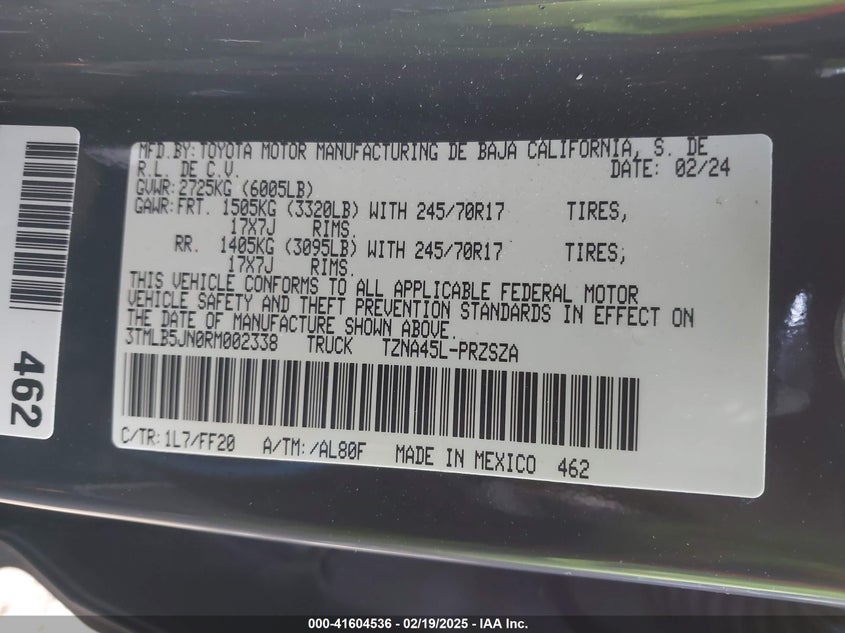 MFD.BY:TOYOTA MOTOR MANUFACTURING DE BAJA CALIFORNIA, S. DE
R.L. DE C.V. DATE: 02/24
GVWR:2725KG (6005LB)
GAWR:FRT. 1505KG (3320LB) WITH 245/70R17 TIRES,
17X7J RIMS.
RR. 1405KG (3095LB) WITH 245/70R17 TIRES;
17X7J RIMS.
THIS VEHICLE CONFORMS TO ALL APPLICABLE FEDERAL MOTOR
VEHICLE SAFETY AND THEFT PREVENTION STANDARDS IN EFFECT ON
THE DATE OF MANUFACTURE SHOWN ABOVE.
3TMLB5JN0RM002338 TRUCK TZNA45L-PRZSZA
C/TR:1L7/FF20 A/TM:/AL80F MADE IN MEXICO 462
462
000-41604536 - 02/19/2025 - IAA Inc.